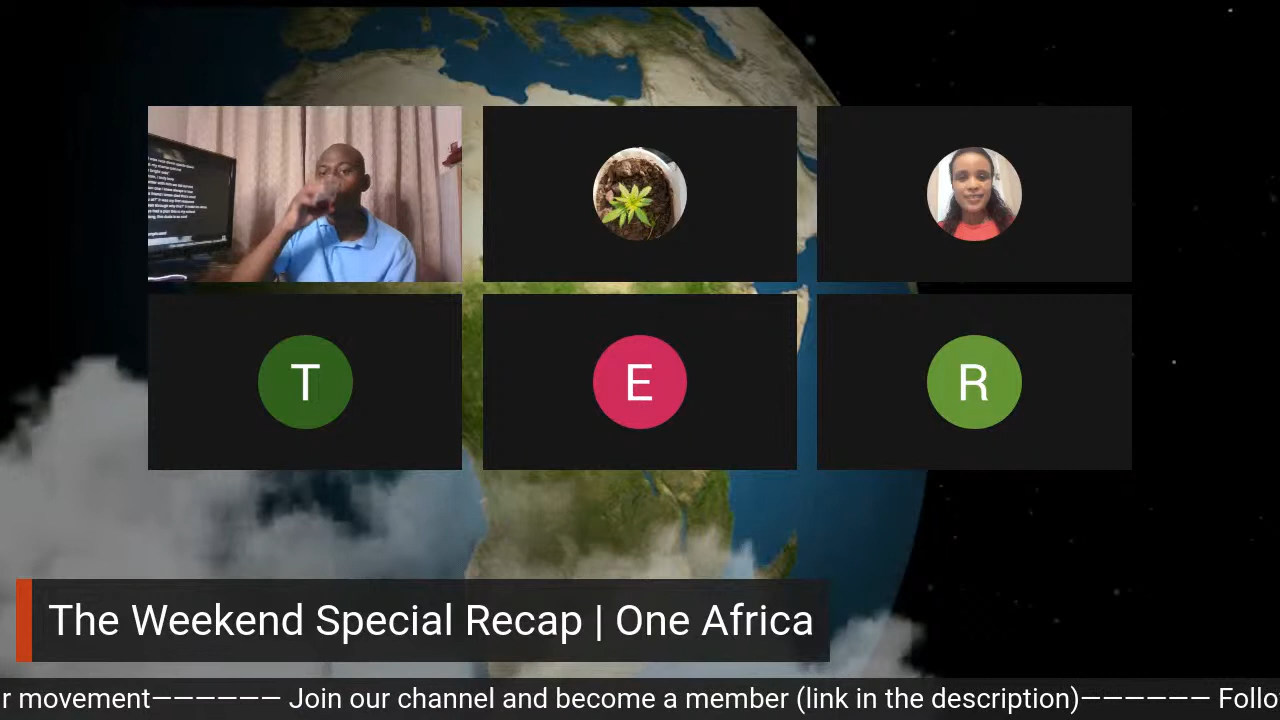 T
E
R
The Weekend Special Recap | One Africa
r movement—————— Join our channel and become a member (link in the description)—————— Follo